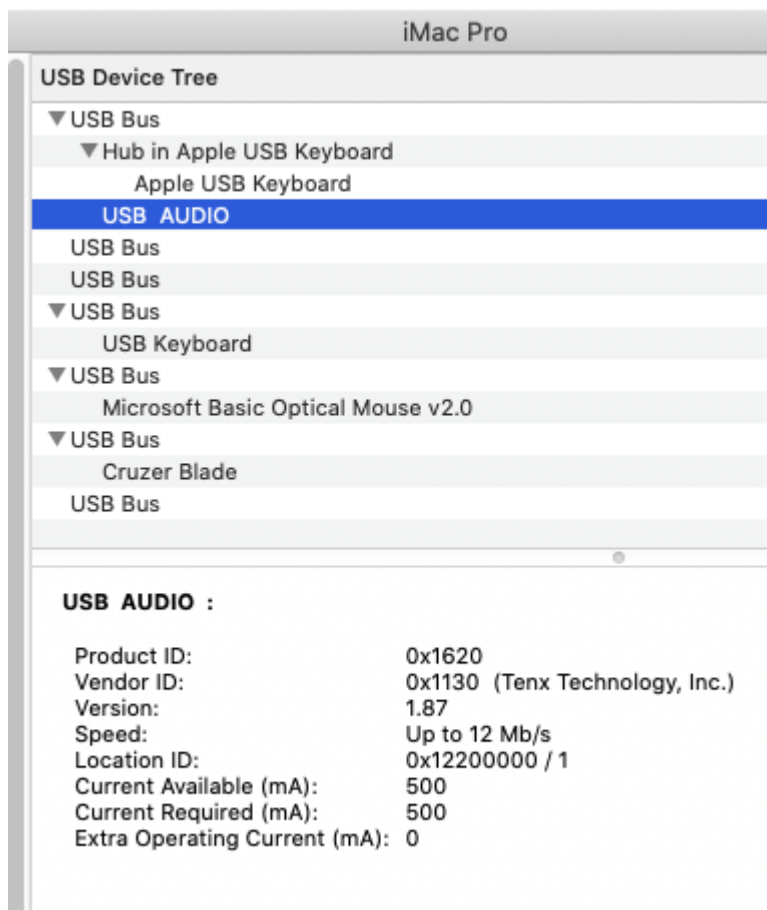 iMac Pro
USB Device Tree
USB Bus
Hub in Apple USB Keyboard
Apple USB Keyboard
USB  AUDIO
USB Bus
USB Bus
USB Bus
USB Keyboard
USB Bus
Microsoft Basic Optical Mouse v2.0
USB Bus
Cruzer Blade
USB Bus
USB  AUDIO  :
Product ID: 0x1620
Vendor ID: 0x1130  (Tenx Technology, Inc.)
Version: 1.87
Speed: Up to 12 Mb/s
Location ID: 0x12200000 / 1
Current Available (mA): 500
Current Required (mA): 500
Extra Operating Current (mA): 0